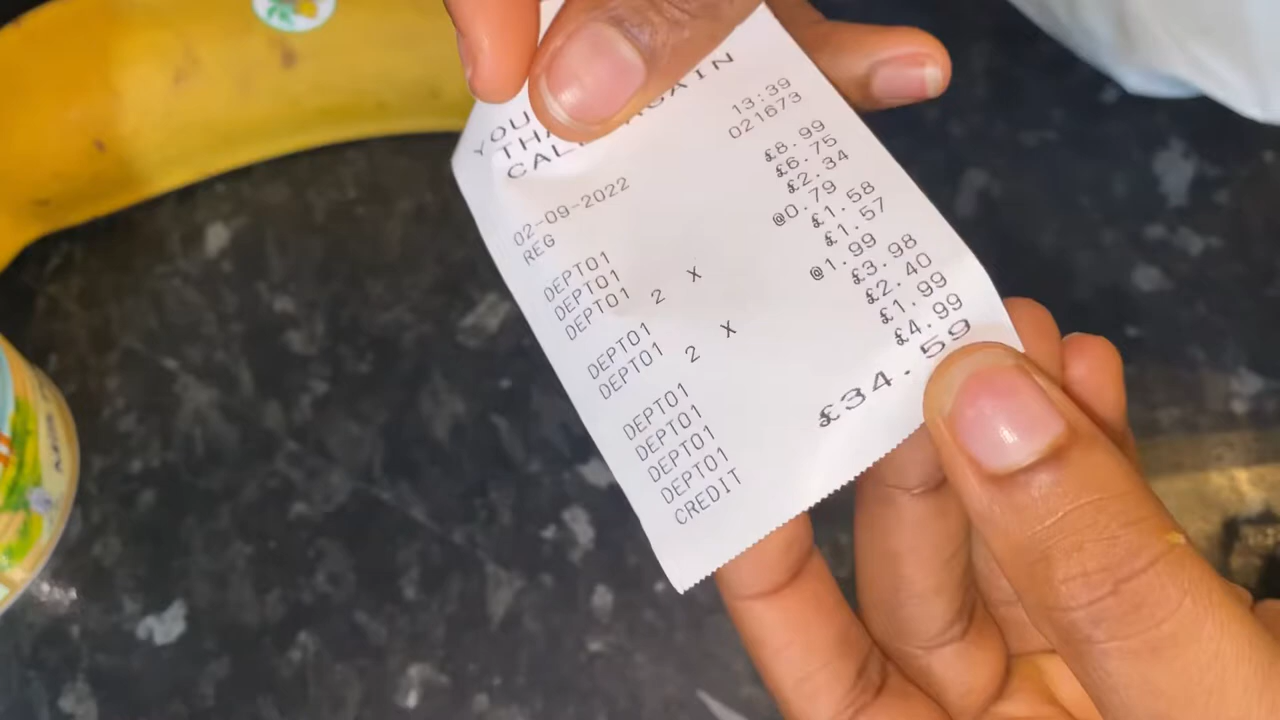 YOU
CALL AGAIN
02-09-2022 13:39
REG 021673
DEPT01 £8.99
DEPT01 £6.75
DEPT01 £2.34
2 X @0.79
DEPT01 £1.58
DEPT01 £1.57
2 X @1.99
DEPT01 £3.98
DEPT01 £2.40
DEPT01 £1.99
DEPT01 £4.99
CREDIT £34.59